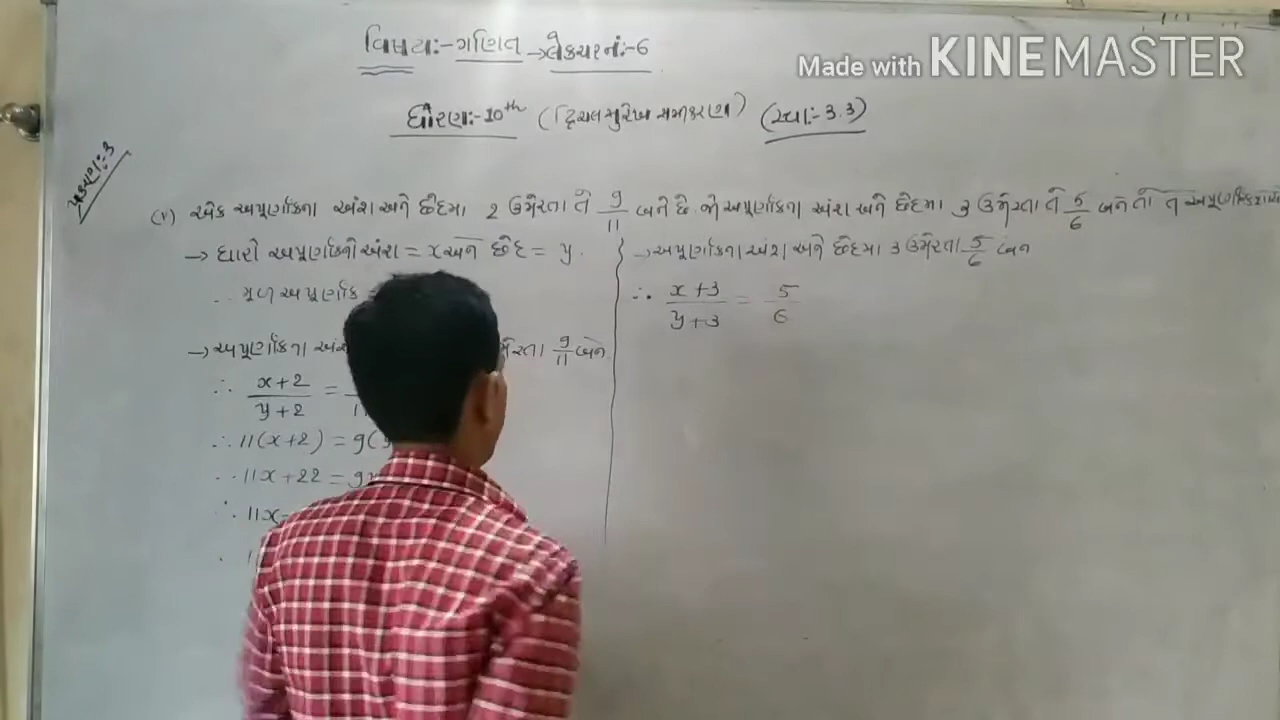 Made with KINEMASTER
વિષય:- ગણિત → લેકચર નં:- 6
ધોરણ:- 10th (દ્વિચલ સુરેખ સમીકરણ) (સ્વા:- 3.3)
પ્રકરણ:- 3
(v) એક અપૂર્ણાંકના અંશ અને છેદમા 2 ઉમેરતા તે 9/11 બને છે. જો અપૂર્ણાંકના અંશ અને છેદમા 3 ઉમેરતા તે 5/6 બને તો તે અપૂર્ણાંક
→ ધારો અપૂર્ણાંકનો અંશ = x અને છેદ = y.
∴ મૂળ અપૂર્ણાંક
→ અપૂર્ણાંકના અંશ મેરતા 9/11 બને.
∴ x+2/y+2 =
∴ 11(x+2) = 9(
∴ 11x+22 = 9y
∴ 11x-
→ અપૂર્ણાંકના અંશ અને છેદમા 3 ઉમેરતા 5/6 બને
∴ x+3/y+3 = 5/6